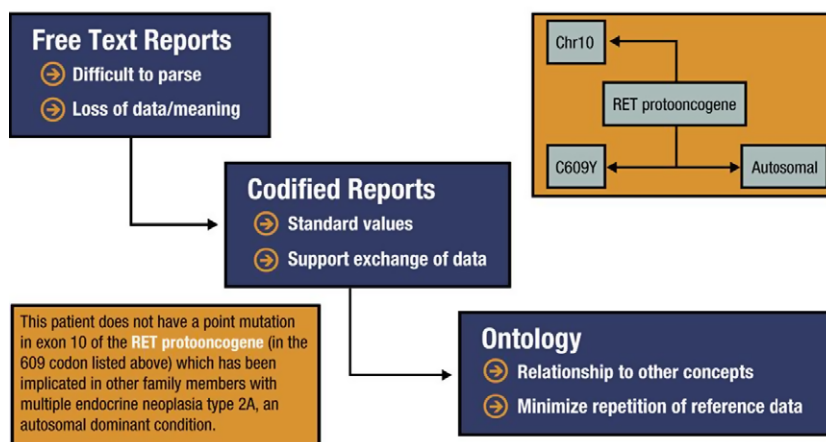 Free Text Reports
Difficult to parse
Loss of data/meaning
Chr10
RET protooncogene
C609Y
Autosomal
Codified Reports
Standard values
Support exchange of data
This patient does not have a point mutation
in exon 10 of the RET protooncogene (in the
609 codon listed above) which has been
implicated in other family members with
multiple endocrine neoplasia type 2A, an
autosomal dominant condition.
Ontology
Relationship to other concepts
Minimize repetition of reference data